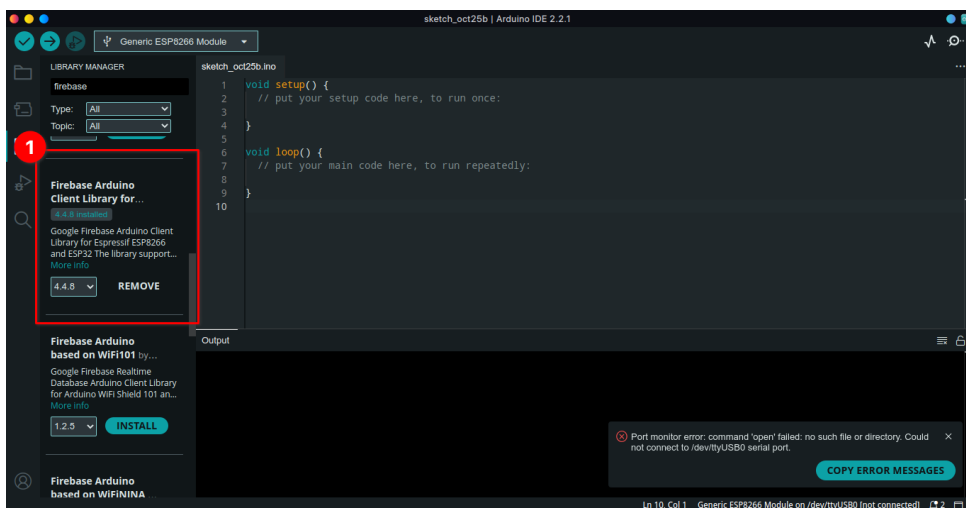 sketch_oct25b | Arduino IDE 2.2.1
Generic ESP8266 Module
LIBRARY MANAGER
firebase
Type: All
Topic: All
1
Firebase Arduino
Client Library for...
4.4.8 installed
Google Firebase Arduino Client
Library for Espressif ESP8266
and ESP32 The library support...
More info
4.4.8 REMOVE
Firebase Arduino
based on WiFi101 by...
Google Firebase Realtime
Database Arduino Client Library
for Arduino WiFi Shield 101 an...
More info
1.2.5 INSTALL
Firebase Arduino
based on WiFiNINA ...
sketch_oct25b.ino
1 void setup() {
2 // put your setup code here, to run once:
3
4 }
5
6 void loop() {
7 // put your main code here, to run repeatedly:
8
9 }
10
Output
Port monitor error: command 'open' failed: no such file or directory. Could
not connect to /dev/ttyUSB0 serial port.
COPY ERROR MESSAGES
Ln 10, Col 1 Generic ESP8266 Module on /dev/ttyUSB0 [not connected] 2